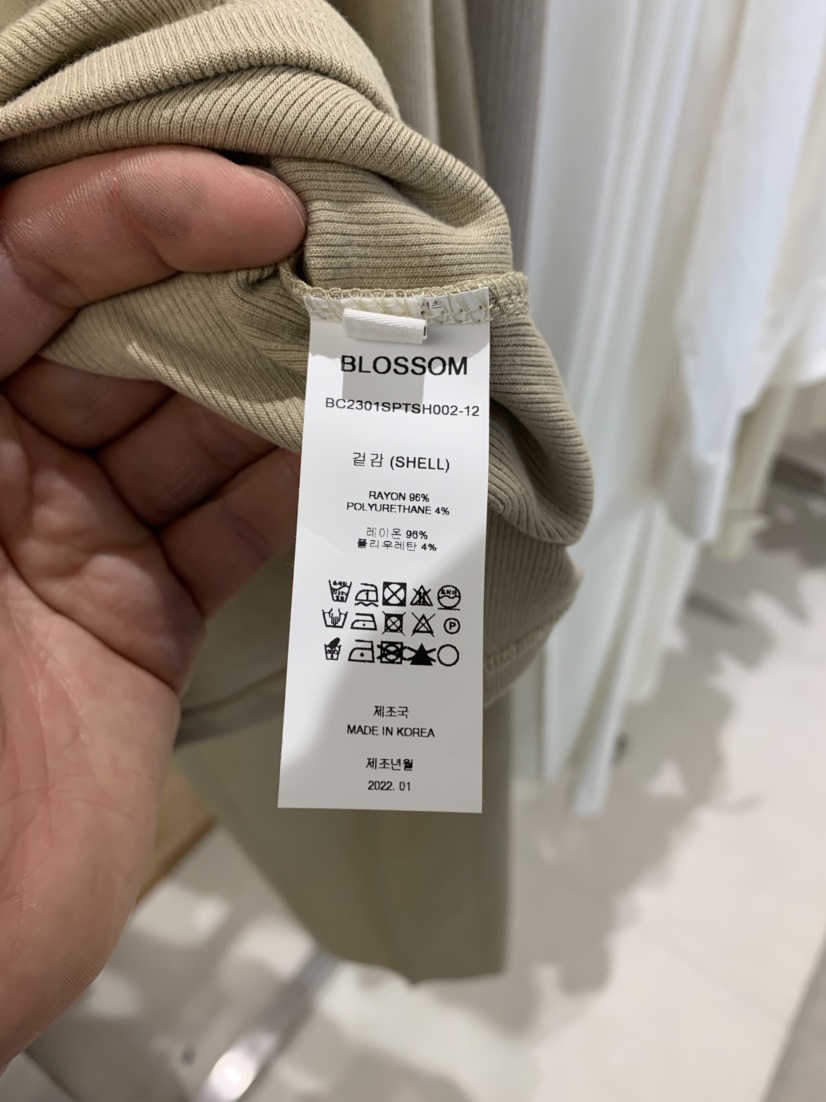 BLOSSOM
BC2301SPTSH002-12
겉감 (SHELL)
RAYON 96%
POLYURETHANE 4%
레이온 96%
폴리우레탄 4%
P
제조국
MADE IN KOREA
제조년월
2022. 01